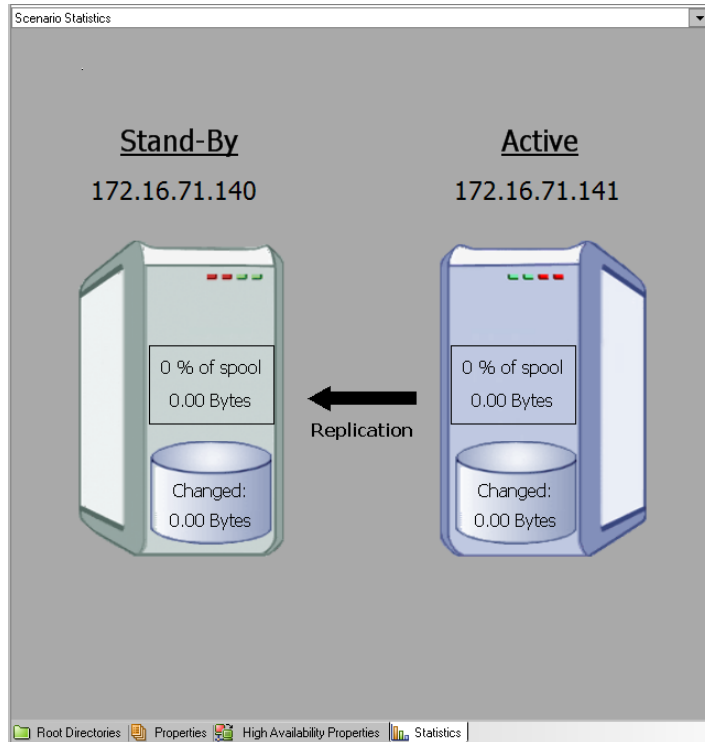 Scenario Statistics
Stand-By
172.16.71.140
Active
172.16.71.141
0 % of spool
0.00 Bytes
Changed:
0.00 Bytes
Replication
0 % of spool
0.00 Bytes
Changed:
0.00 Bytes
Root Directories Properties High Availability Properties Statistics